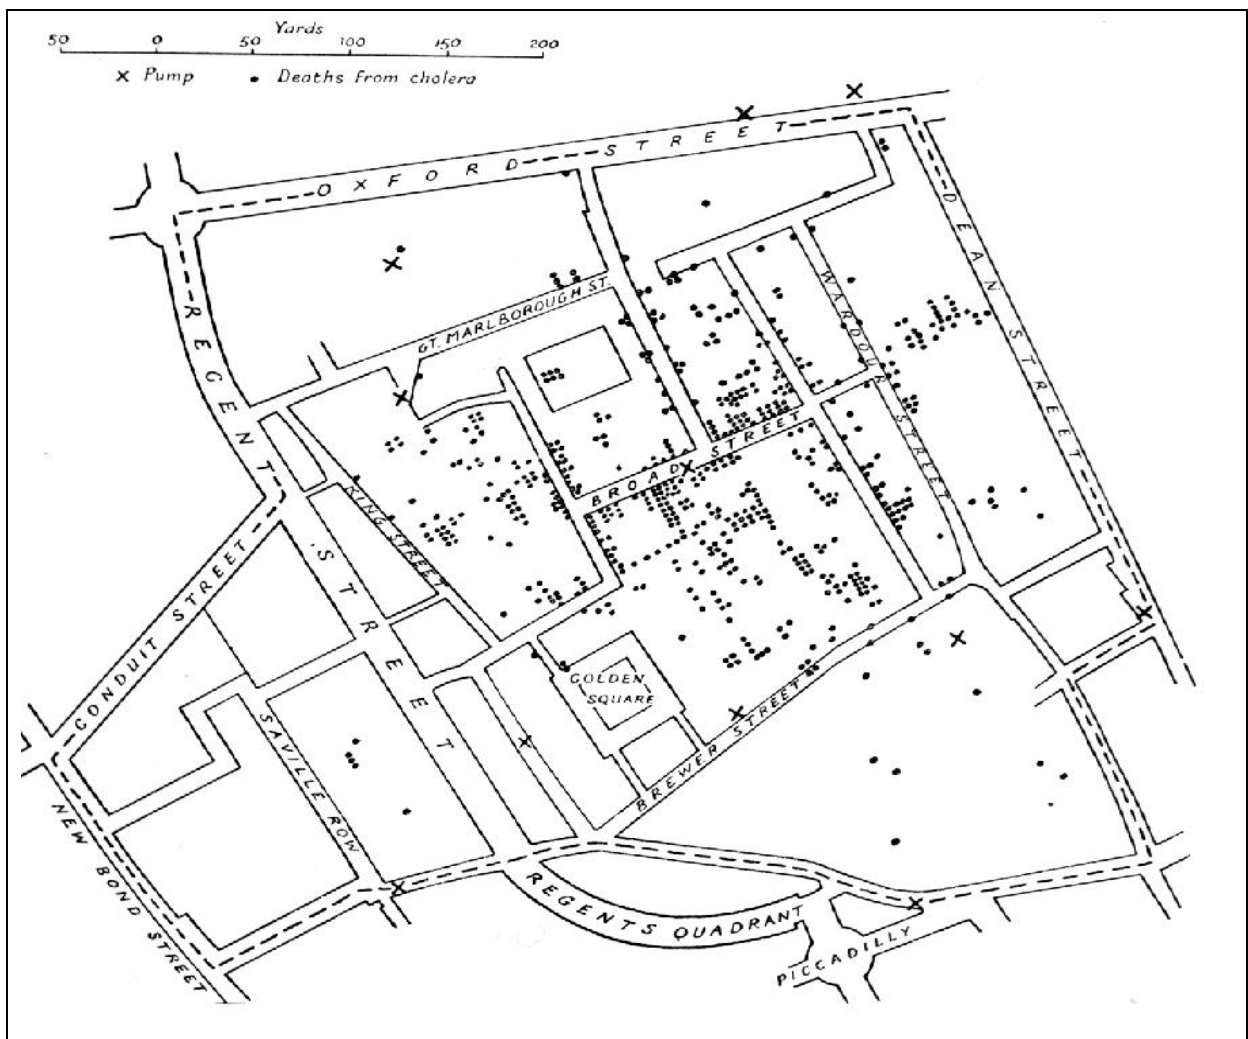 Yards
50 0 50 100 150 200
× Pump • Deaths from cholera
OXFORD STREET
DEAN STREET
REGENT STREET
GT. MARLBOROUGH ST.
WARDOUR STREET
BROAD STREET
KING STREET
CONDUIT STREET
GOLDEN
SQUARE
BREWER STREET
SAVILLE ROW
NEW BOND STREET
REGENTS QUADRANT
PICCADILLY